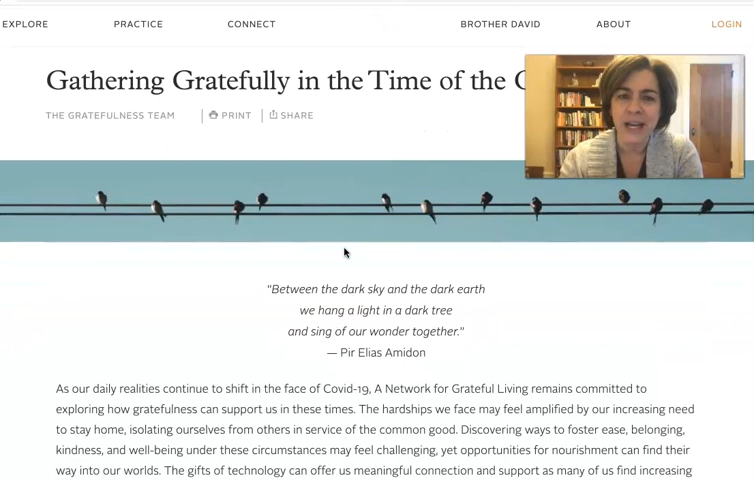 EXPLORE PRACTICE CONNECT BROTHER DAVID ABOUT LOGIN
Gathering Gratefully in the Time of the
THE GRATEFULNESS TEAM PRINT SHARE
"Between the dark sky and the dark earth
we hang a light in a dark tree
and sing of our wonder together."
— Pir Elias Amidon
As our daily realities continue to shift in the face of Covid-19, A Network for Grateful Living remains committed to
exploring how gratefulness can support us in these times. The hardships we face may feel amplified by our increasing need
to stay home, isolating ourselves from others in service of the common good. Discovering ways to foster ease, belonging,
kindness, and well-being under these circumstances may feel challenging, yet opportunities for nourishment can find their
way into our worlds. The gifts of technology can offer us meaningful connection and support as many of us find increasing